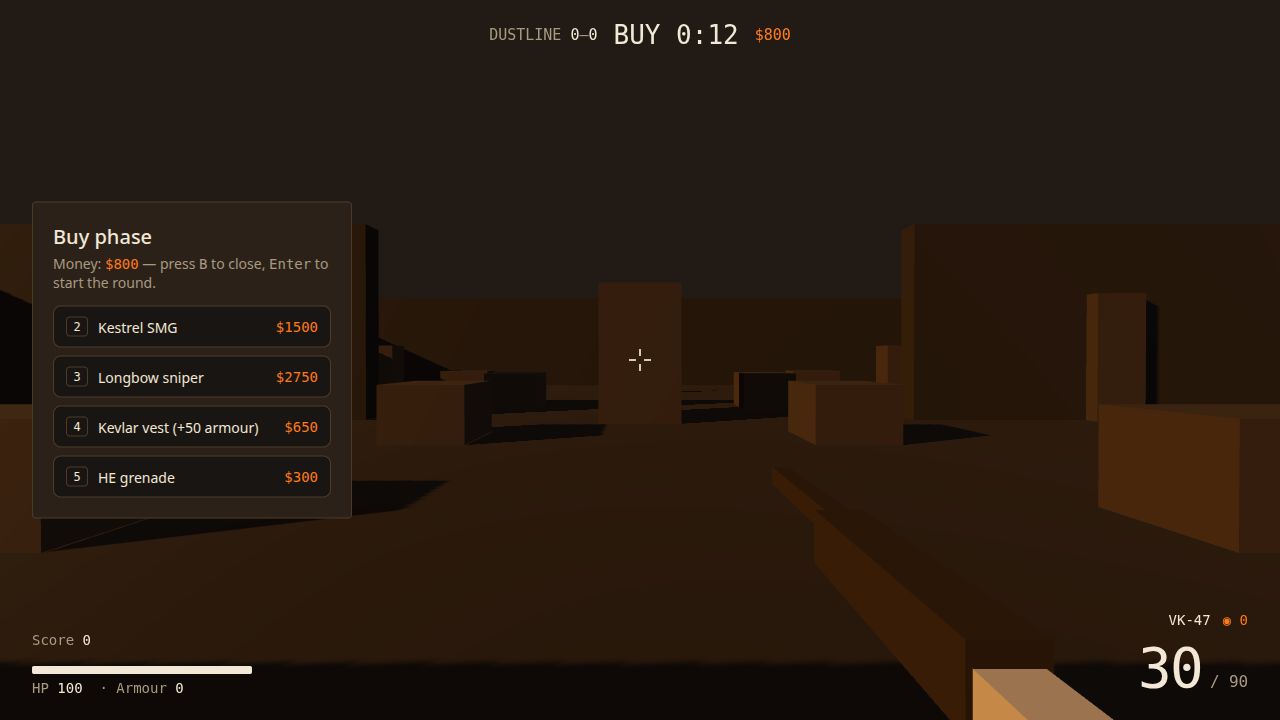 DUSTLINE 0–0 BUY 0:12 $800
Buy phase
Money: $800 — press B to close, Enter to
start the round.
2 Kestrel SMG $1500
3 Longbow sniper $2750
4 Kevlar vest (+50 armour) $650
5 HE grenade $300
Score 0
HP 100 · Armour 0
VK-47 ◉ 0
30 / 90